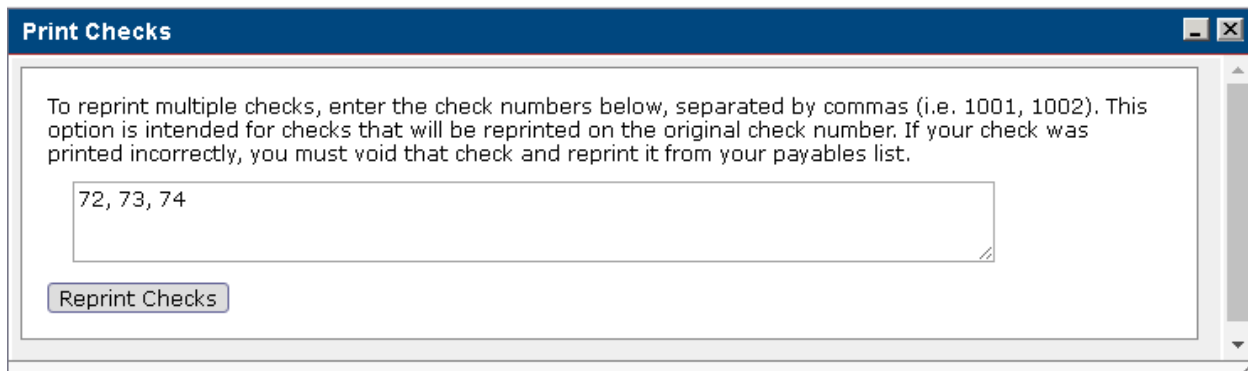 Print Checks
To reprint multiple checks, enter the check numbers below, separated by commas (i.e. 1001, 1002). This
option is intended for checks that will be reprinted on the original check number. If your check was
printed incorrectly, you must void that check and reprint it from your payables list.
72, 73, 74
Reprint Checks